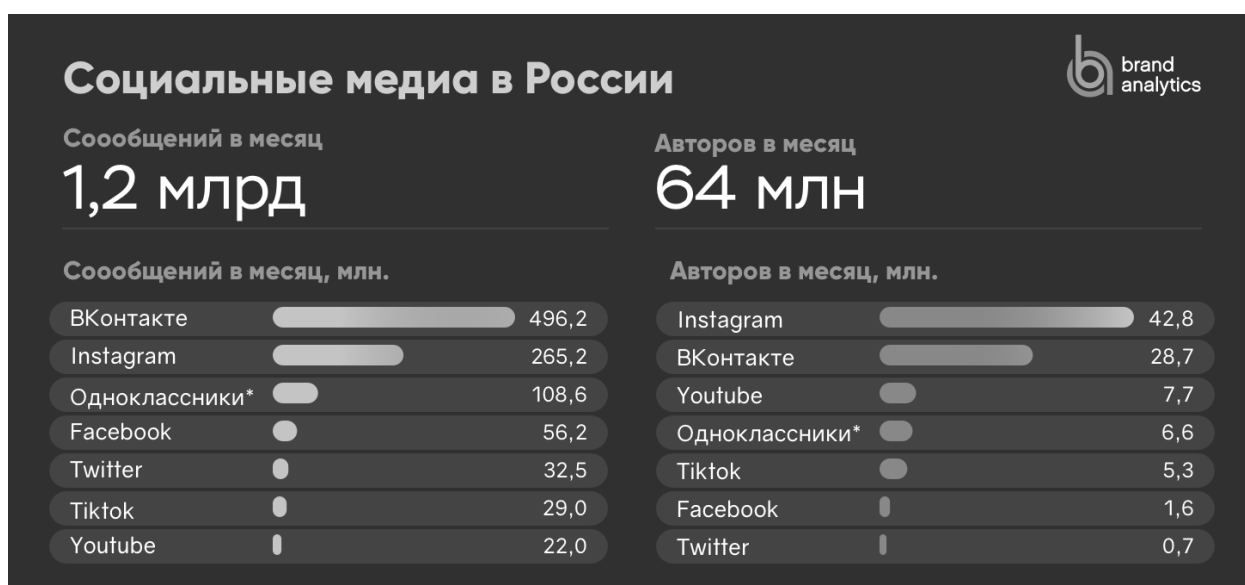 Социальные медиа в России
brand
analytics
Соообщений в месяц
1,2 млрд
Авторов в месяц
64 млн
Соообщений в месяц, млн.
ВКонтакте 496,2
Instagram 265,2
Одноклассники* 108,6
Facebook 56,2
Twitter 32,5
Tiktok 29,0
Youtube 22,0
Авторов в месяц, млн.
Instagram 42,8
ВКонтакте 28,7
Youtube 7,7
Одноклассники* 6,6
Tiktok 5,3
Facebook 1,6
Twitter 0,7